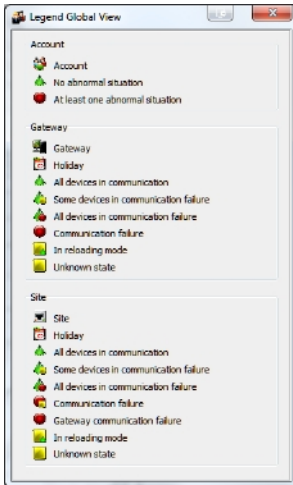 Legend Global View
Account
Account
No abnormal situation
At least one abnormal situation
Gateway
Gateway
Holiday
All devices in communication
Some devices in communication failure
All devices in communication failure
Communication failure
In reloading mode
Unknown state
Site
Site
Holiday
All devices in communication
Some devices in communication failure
All devices in communication failure
Communication failure
Gateway communication failure
In reloading mode
Unknown state